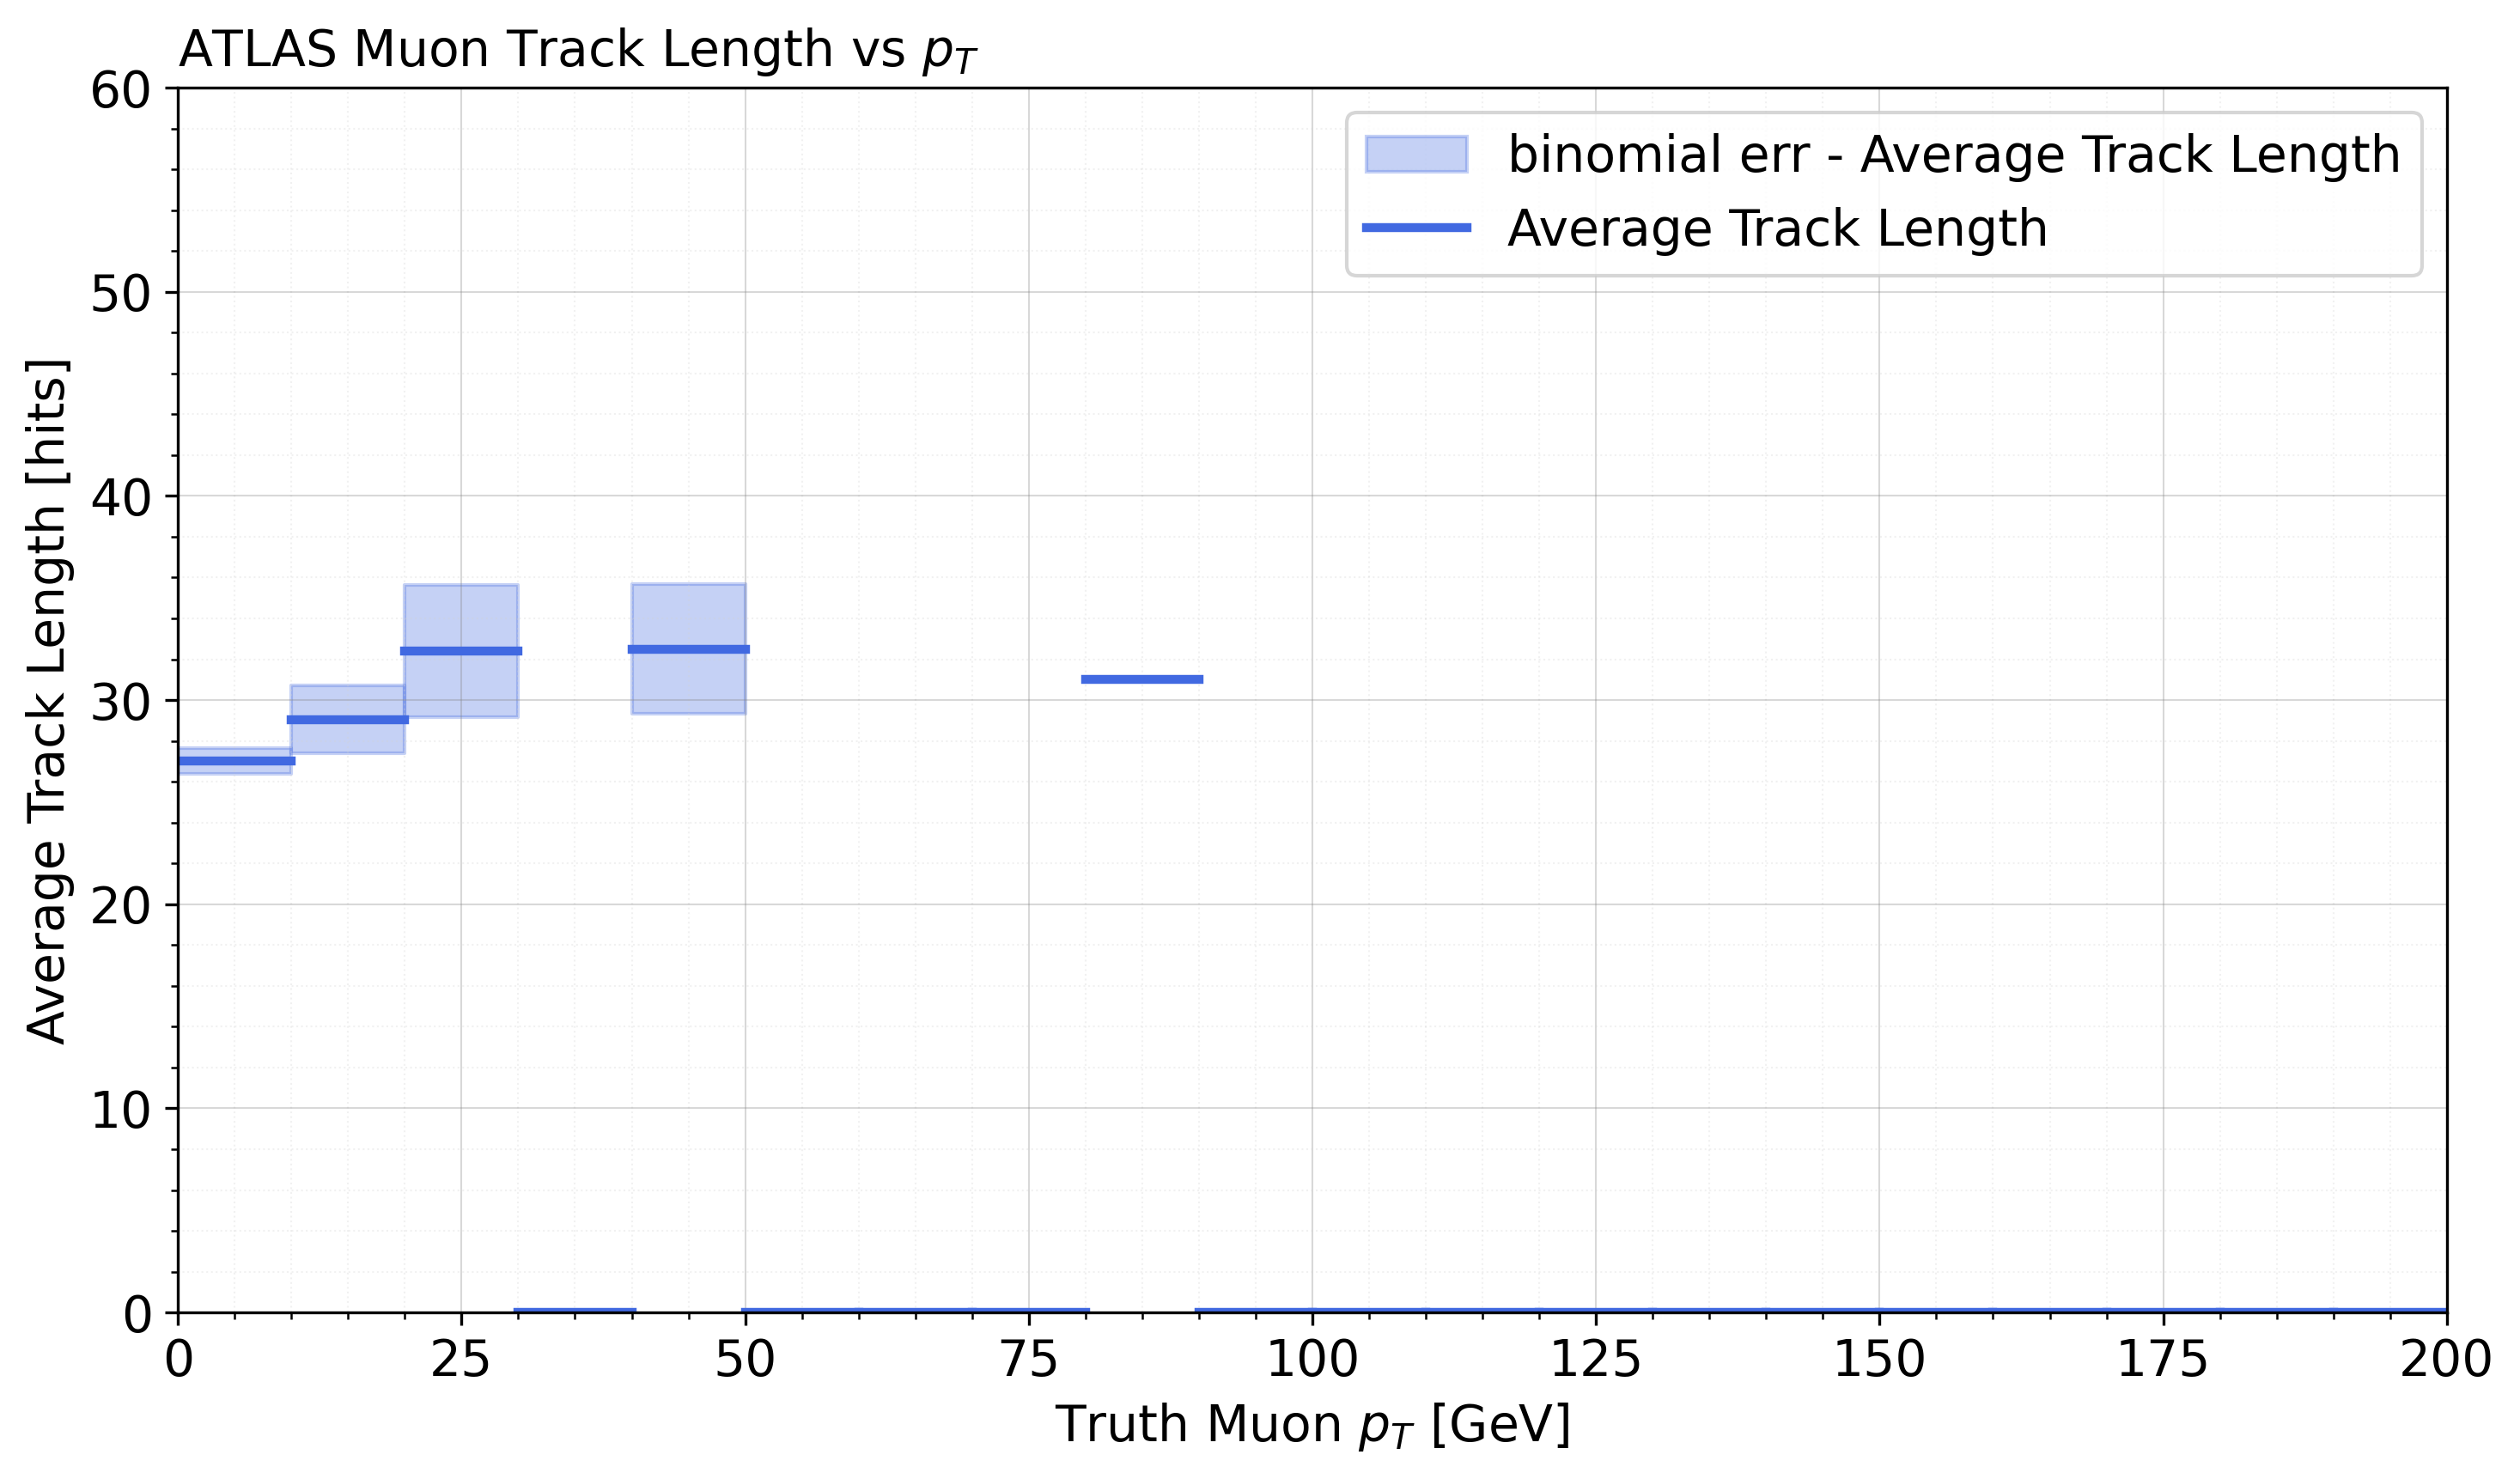 ATLAS Muon Track Length vs p_T
60
50
40
30
20
10
0
Average Track Length [hits]
binomial err - Average Track Length
Average Track Length
0 25 50 75 100 125 150 175 200
Truth Muon p_T [GeV]